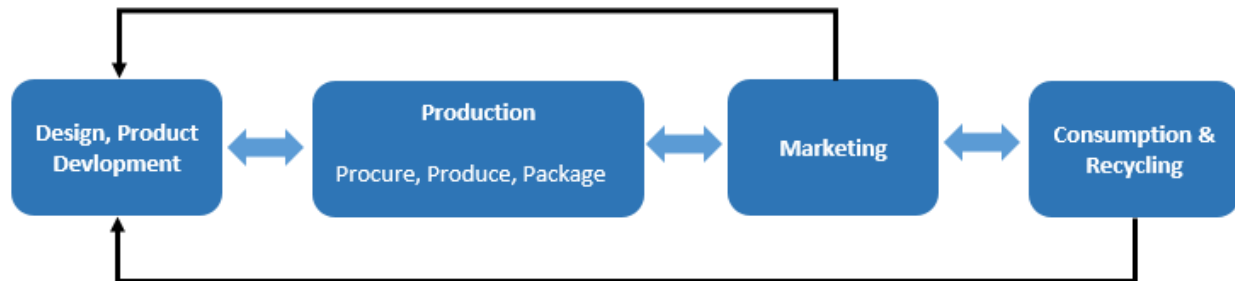 Design, Product
Devlopment
Production
Procure, Produce, Package
Marketing
Consumption &
Recycling